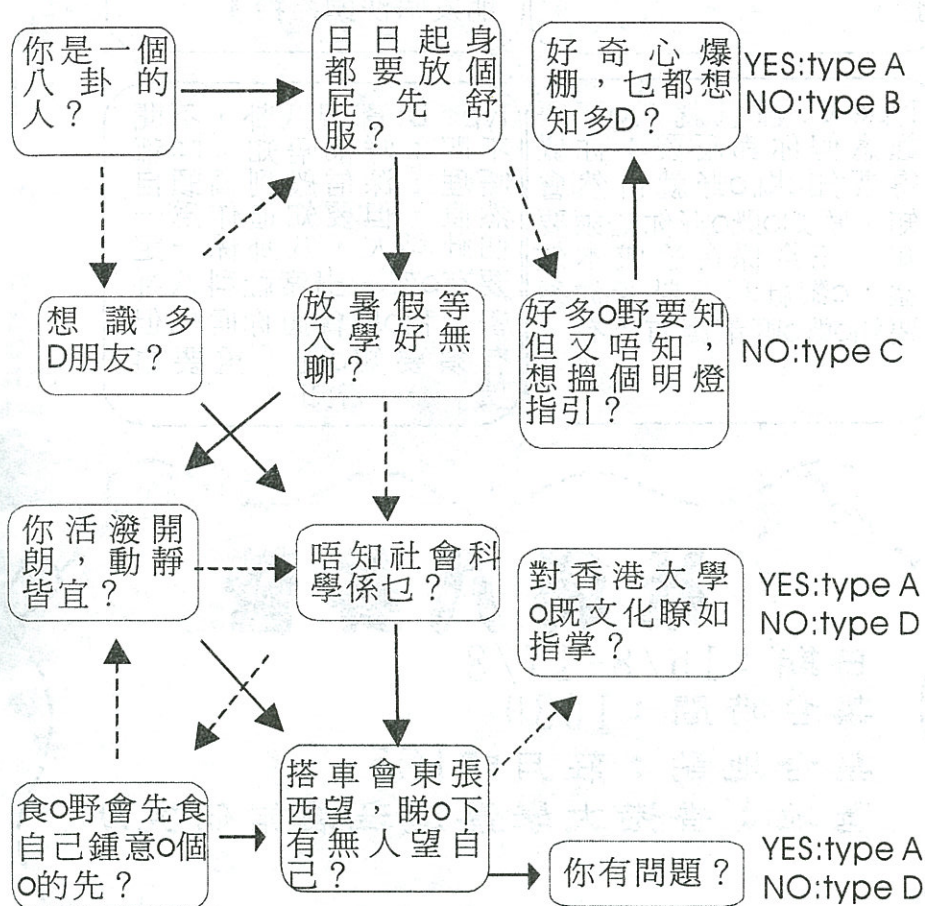 你是一個
八卦的
人？
日日起身
都要放個
屁先舒
服？
好奇心爆
棚，乜都想
知多D？
YES:type A
NO:type B
想識多
D朋友？
放暑假等
入學好無
聊？
好多o野要知
但又唔知，
想搵個明燈
指引？
NO:type C
你活潑開
朗，動靜
皆宜？
唔知社會科
學係乜？
對香港大學
o既文化瞭如
指掌？
YES:type A
NO:type D
食o野會先食
自己鍾意o個
o的先？
搭車會東張
西望，睇o下
有無人望自
己？
你有問題？
YES:type A
NO:type D